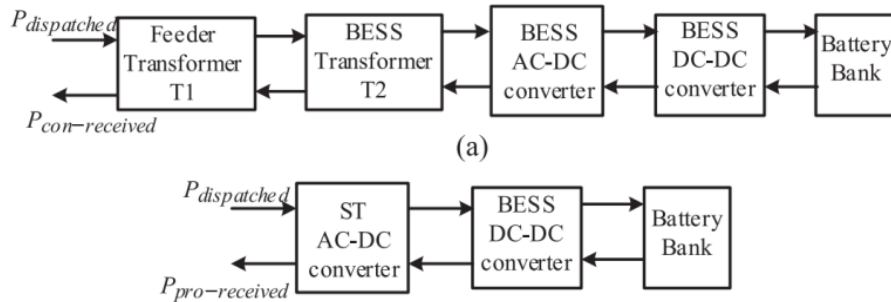 P_dispatched
Feeder
Transformer
T1
BESS
Transformer
T2
BESS
AC-DC
converter
BESS
DC-DC
converter
Battery
Bank
P_con-received
(a)
P_dispatched
ST
AC-DC
converter
BESS
DC-DC
converter
Battery
Bank
P_pro-received